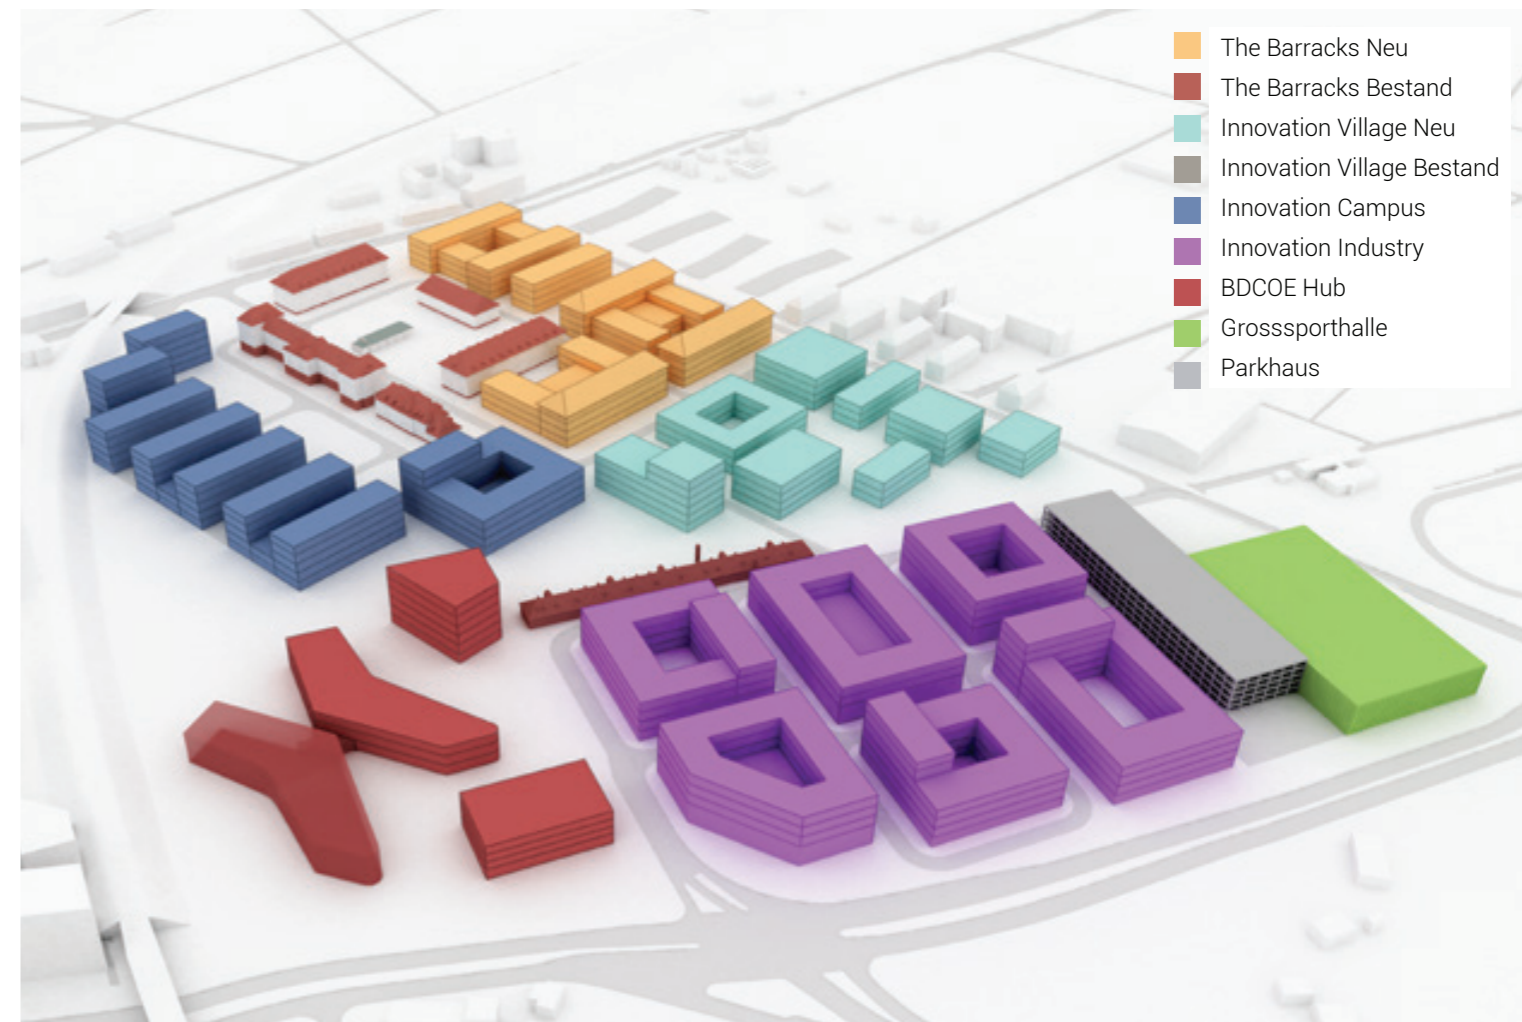 The Barracks Neu
The Barracks Bestand
Innovation Village Neu
Innovation Village Bestand
Innovation Campus
Innovation Industry
BDCOE Hub
Grosssporthalle
Parkhaus